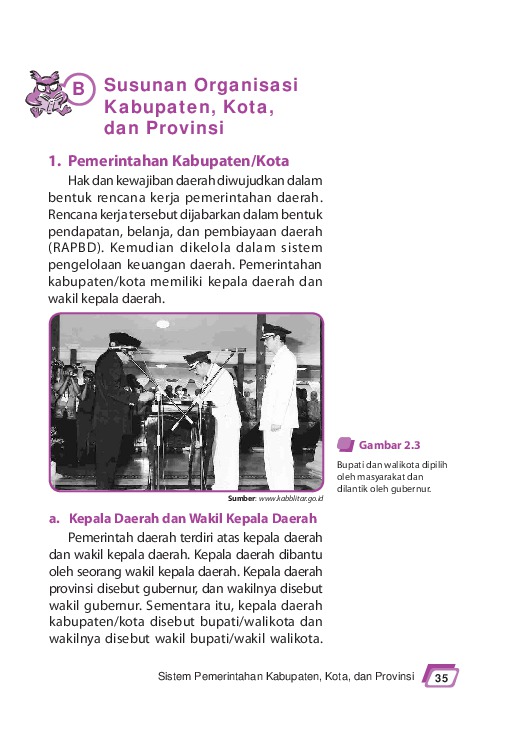 B
Susunan Organisasi
Kabupaten, Kota,
dan Provinsi
1. Pemerintahan Kabupaten/Kota
Hak dan kewajiban daerah diwujudkan dalam
bentuk rencana kerja pemerintahan daerah.
Rencana kerja tersebut dijabarkan dalam bentuk
pendapatan, belanja, dan pembiayaan daerah
(RAPBD). Kemudian dikelola dalam sistem
pengelolaan keuangan daerah. Pemerintahan
kabupaten/kota memiliki kepala daerah dan
wakil kepala daerah.
Sumber: www.kabblitar.go.id
Gambar 2.3
Bupati dan walikota dipilih
oleh masyarakat dan
dilantik oleh gubernur.
a. Kepala Daerah dan Wakil Kepala Daerah
Pemerintah daerah terdiri atas kepala daerah
dan wakil kepala daerah. Kepala daerah dibantu
oleh seorang wakil kepala daerah. Kepala daerah
provinsi disebut gubernur, dan wakilnya disebut
wakil gubernur. Sementara itu, kepala daerah
kabupaten/kota disebut bupati/walikota dan
wakilnya disebut wakil bupati/wakil walikota.
Sistem Pemerintahan Kabupaten, Kota, dan Provinsi 35